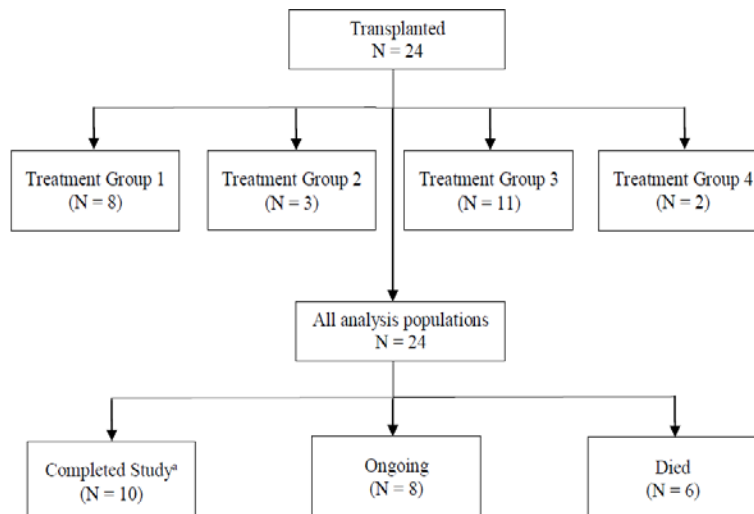 Transplanted
N = 24
Treatment Group 1
(N = 8)
Treatment Group 2
(N = 3)
Treatment Group 3
(N = 11)
Treatment Group 4
(N = 2)
All analysis populations
N = 24
Completed Studyᵃ
(N = 10)
Ongoing
(N = 8)
Died
(N = 6)